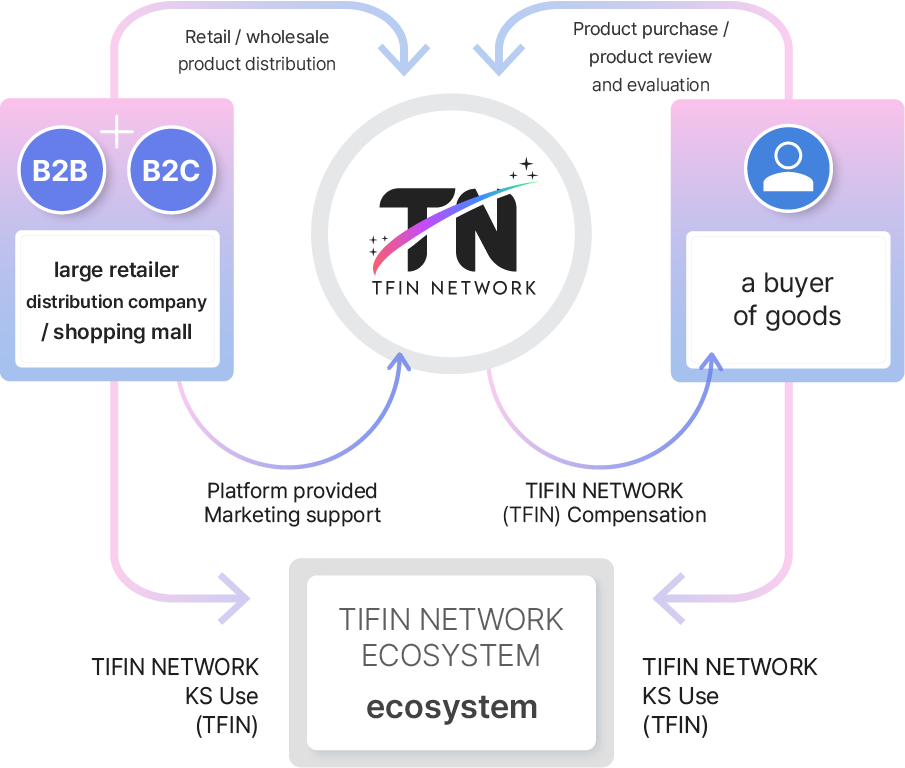 Retail / wholesale
product distribution
Product purchase /
product review
and evaluation
B2B
B2C
large retailer
distribution company
/ shopping mall
TN
TFIN NETWORK
a buyer
of goods
Platform provided
Marketing support
TIFIN NETWORK
(TFIN) Compensation
TIFIN NETWORK
ECOSYSTEM
ecosystem
TIFIN NETWORK
KS Use
(TFIN)
TIFIN NETWORK
KS Use
(TFIN)